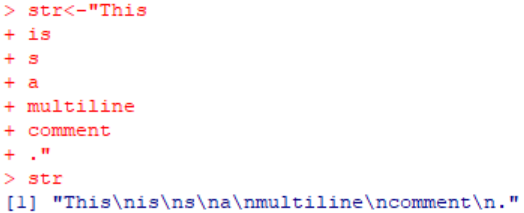 > str<-"This
+ is
+ s
+ a
+ multiline
+ comment
+ ."
> str
[1] "This\nis\ns\na\nmultiline\ncomment\n."